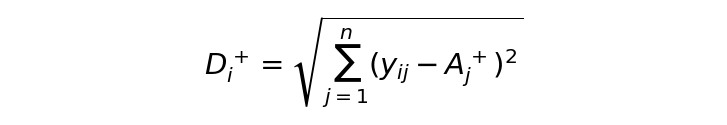 $D_i^+ = \sqrt{\sum_{j=1}^{n} (y_{ij} - A_j^+)^2}$